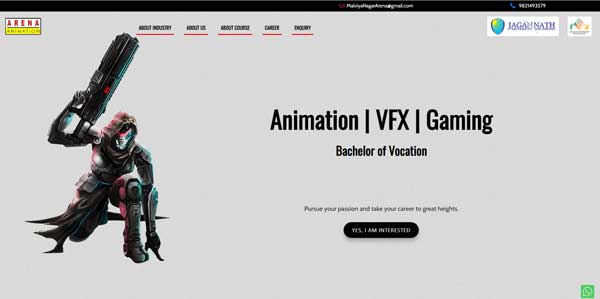 MalviyaNagarArena@gmail.com
9821493579
ARENA
ANIMATION
ABOUT INDUSTRY
ABOUT US
ABOUT COURSE
CAREER
ENQUIRY
JAGANNATH
Animation | VFX | Gaming
Bachelor of Vocation
Pursue your passion and take your career to great heights.
YES, I AM INTERESTED